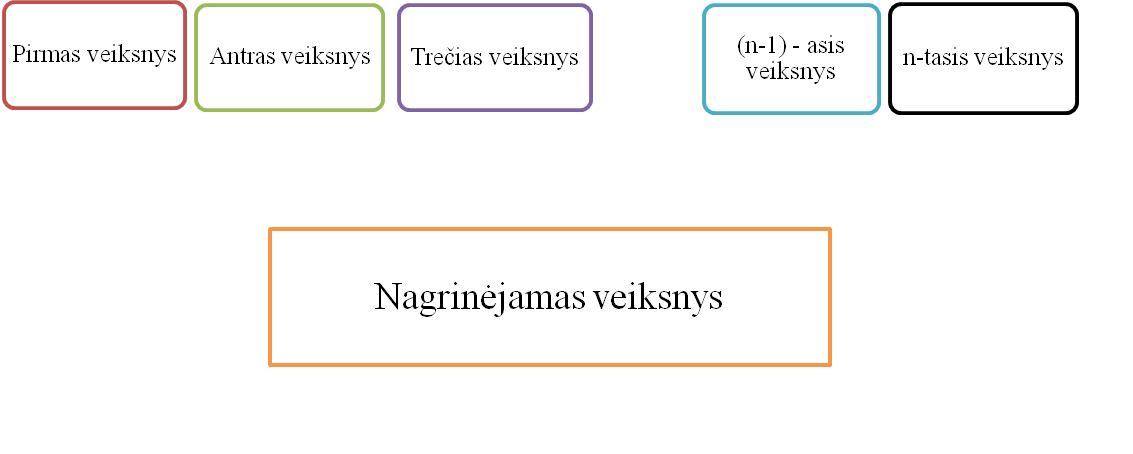 Pirmas veiksnys
Antras veiksnys
Trečias veiksnys
(n-1) - asis
veiksnys
n-tasis veiksnys
Nagrinėjamas veiksnys